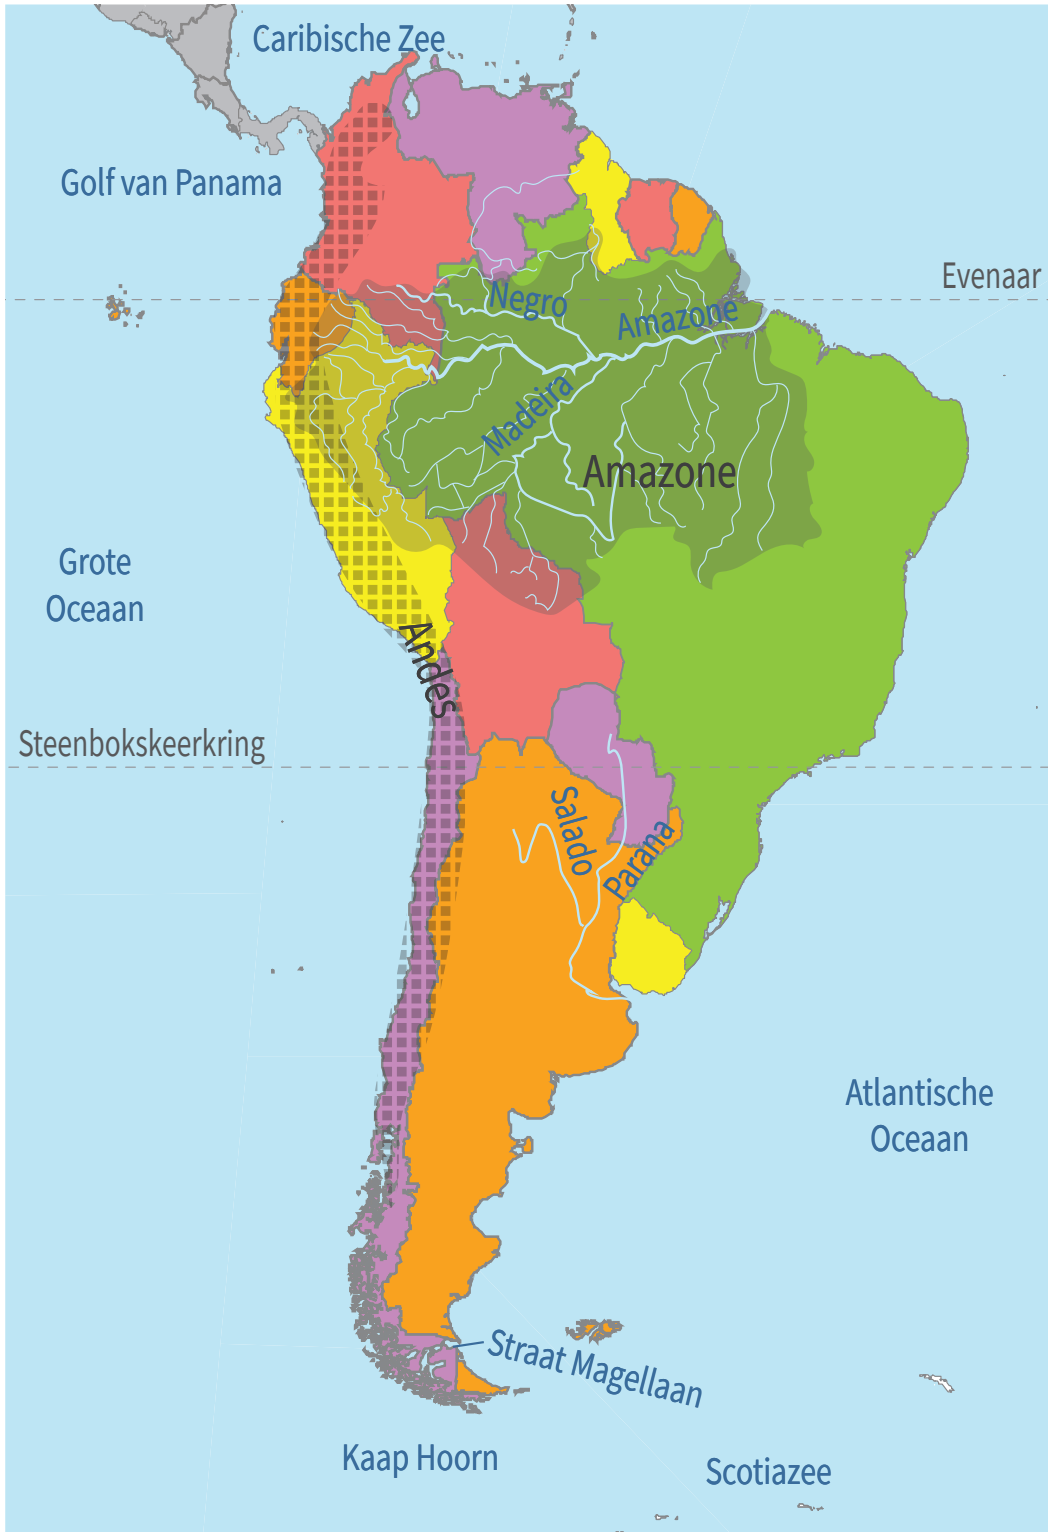 Caribische Zee
Golf van Panama
Evenaar
Negro
Amazone
Madeira
Amazone
Grote
Oceaan
Andes
Steenbokskeerkring
Salado
Parana
Atlantische
Oceaan
Straat Magellaan
Kaap Hoorn
Scotiazee